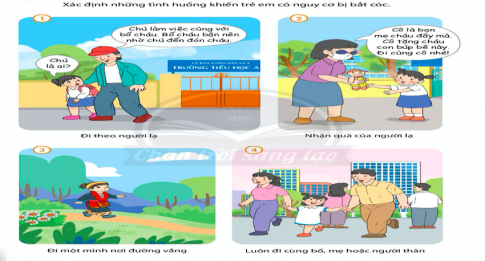 Xác định những tình huống khiến trẻ em có nguy cơ bị bắt cóc.
1
Chú là ai?
Chú làm việc cùng với
bố cháu. Bố cháu bận nên
nhờ chú đến đón cháu.
TRƯỜNG TIỂU HỌC A
Đi theo người lạ
2
Cô là bạn
mẹ cháu đây mà.
Cô tặng cháu
con búp bê này.
Đi cùng cô nhé!
Nhận quà của người lạ
Chân trời sáng tạo
3
Đi một mình nơi đường vắng
4
Luôn đi cùng bố, mẹ hoặc người thân